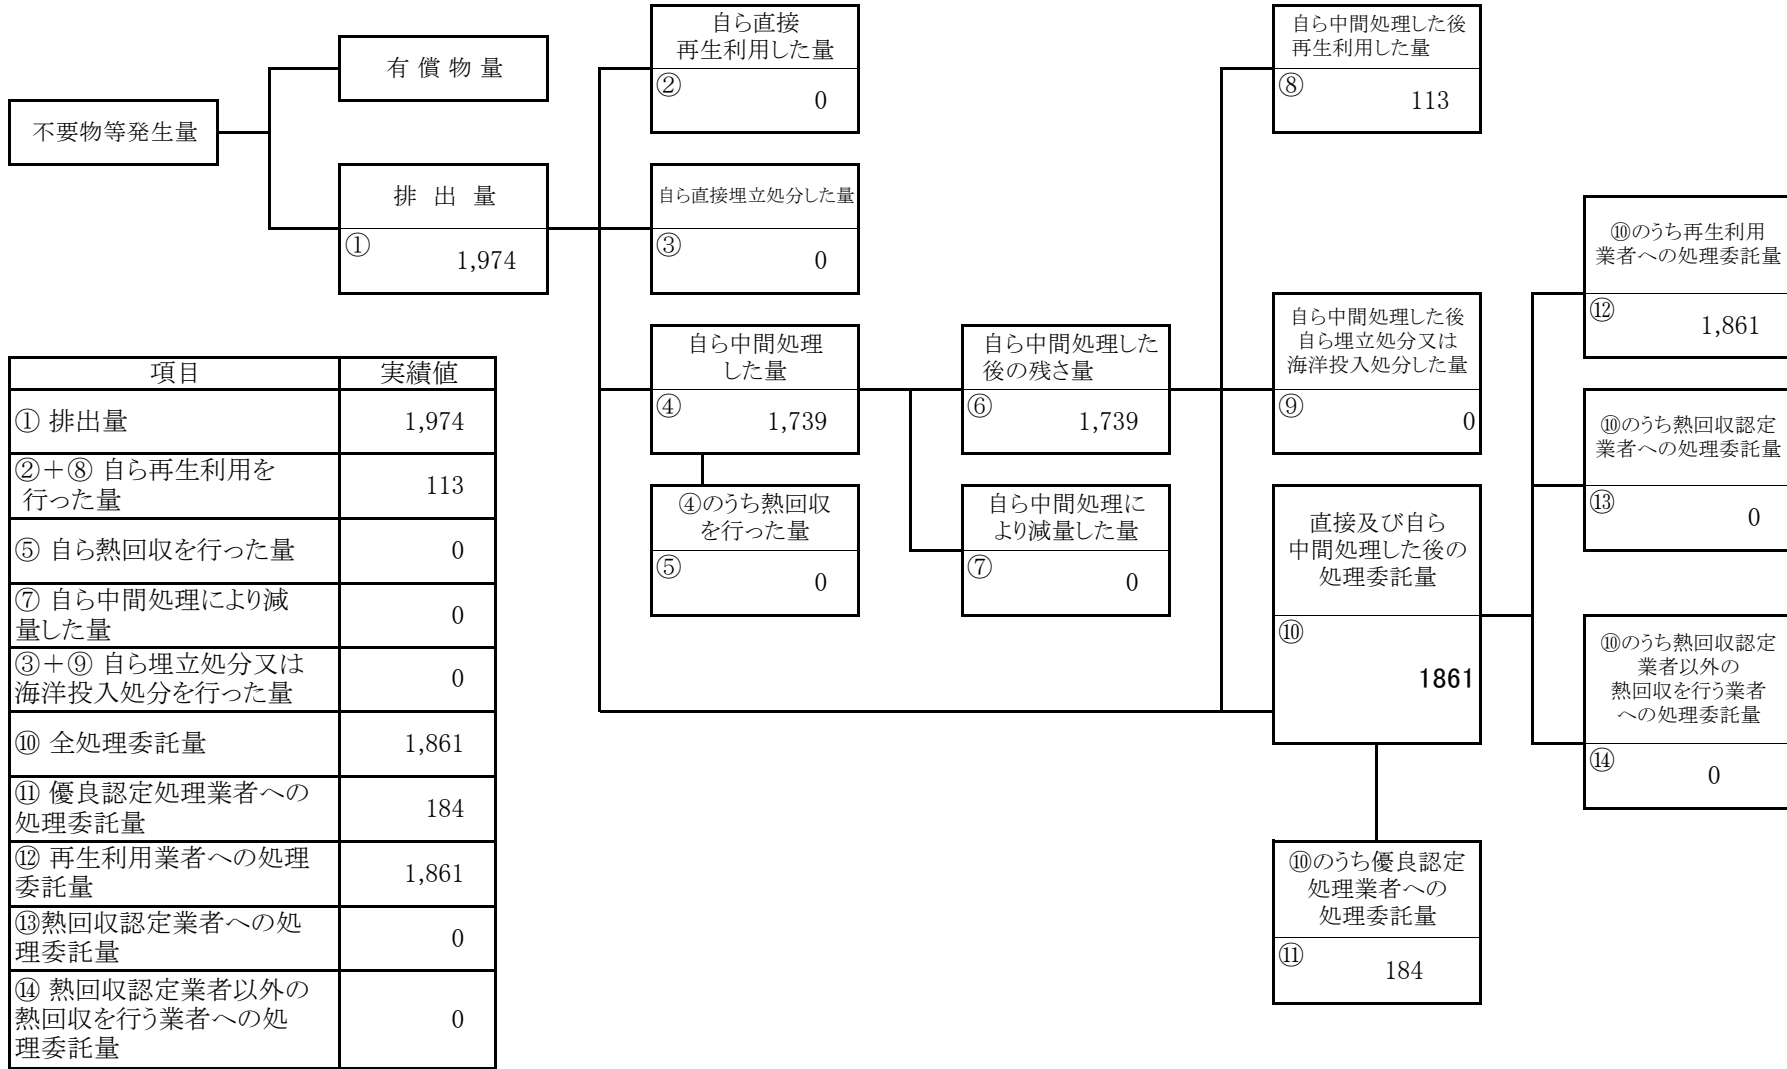 不要物等発生量
有 償 物 量
排 出 量
①
1,974
自ら直接
再生利用した量
②
0
自ら直接埋立処分した量
③
0
自ら中間処理
した量
④
1,739
④のうち熱回収
を行った量
⑤
0
自ら中間処理した
後の残さ量
⑥
1,739
自ら中間処理に
より減量した量
⑦
0
自ら中間処理した後
再生利用した量
⑧
113
自ら中間処理した後
自ら埋立処分又は
海洋投入処分した量
⑨
0
直接及び自ら
中間処理した後の
処理委託量
⑩
1861
⑩のうち優良認定
処理業者への
処理委託量
⑪
184
⑩のうち再生利用
業者への処理委託量
⑫
1,861
⑩のうち熱回収認定
業者への処理委託量
⑬
0
⑩のうち熱回収認定
業者以外の
熱回収を行う業者
への処理委託量
⑭
0
項目 実績値
① 排出量 1,974
②＋⑧ 自ら再生利用を
行った量 113
⑤ 自ら熱回収を行った量 0
⑦ 自ら中間処理により減
量した量 0
③＋⑨ 自ら埋立処分又は
海洋投入処分を行った量 0
⑩ 全処理委託量 1,861
⑪ 優良認定処理業者への
処理委託量 184
⑫ 再生利用業者への処理
委託量 1,861
⑬熱回収認定業者への処
理委託量 0
⑭ 熱回収認定業者以外の
熱回収を行う業者への処
理委託量 0